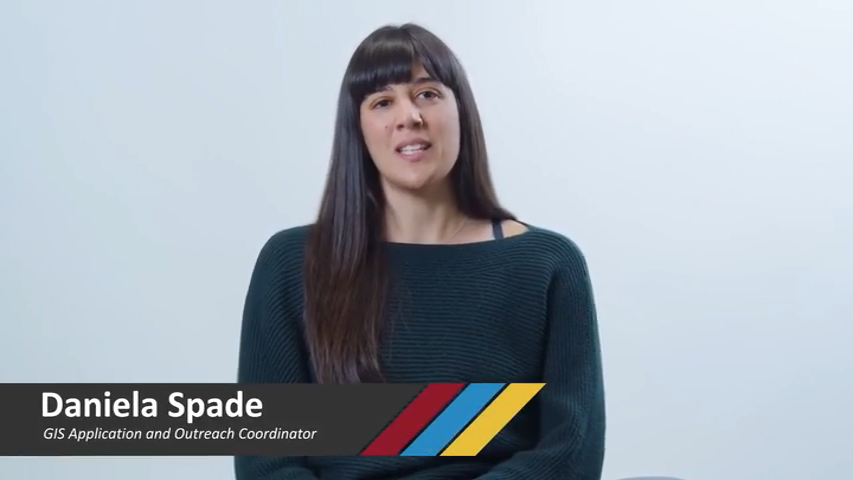 Daniela Spade
GIS Application and Outreach Coordinator